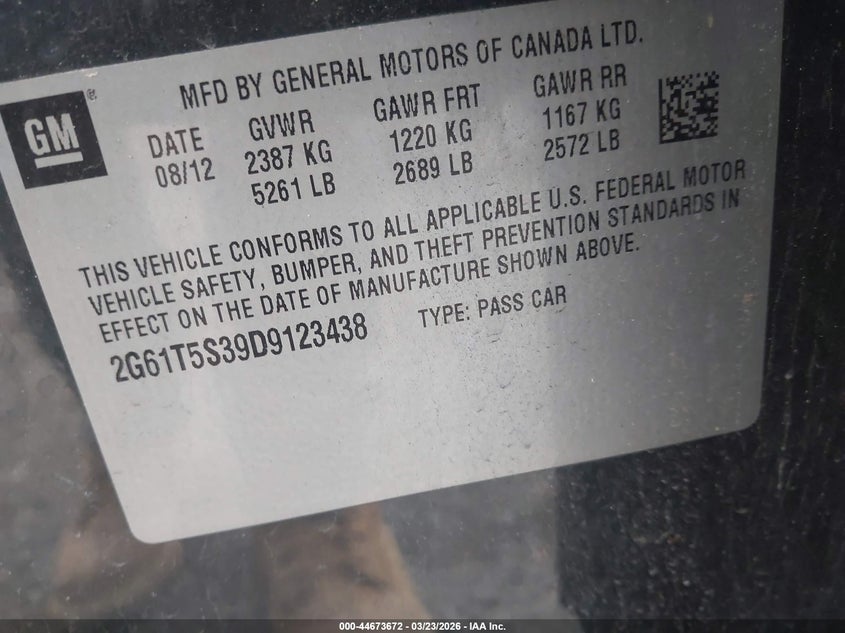 MFD BY GENERAL MOTORS OF CANADA LTD.
GM ®
DATE GVWR GAWR FRT GAWR RR
08/12 2387 KG 1220 KG 1167 KG
5261 LB 2689 LB 2572 LB
THIS VEHICLE CONFORMS TO ALL APPLICABLE U.S. FEDERAL MOTOR
VEHICLE SAFETY, BUMPER, AND THEFT PREVENTION STANDARDS IN
EFFECT ON THE DATE OF MANUFACTURE SHOWN ABOVE.
2G61T5S39D9123438 TYPE: PASS CAR
000-44673672 - 03/23/2026 - IAA Inc.